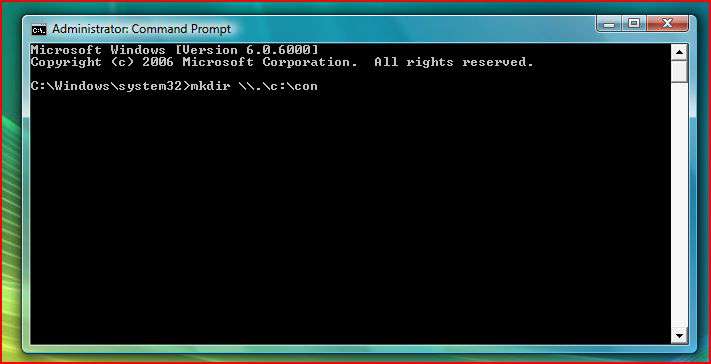 Administrator: Command Prompt
Microsoft Windows [Version 6.0.6000]
Copyright (c) 2006 Microsoft Corporation.  All rights reserved.
C:\Windows\system32>mkdir \\.\c:\con